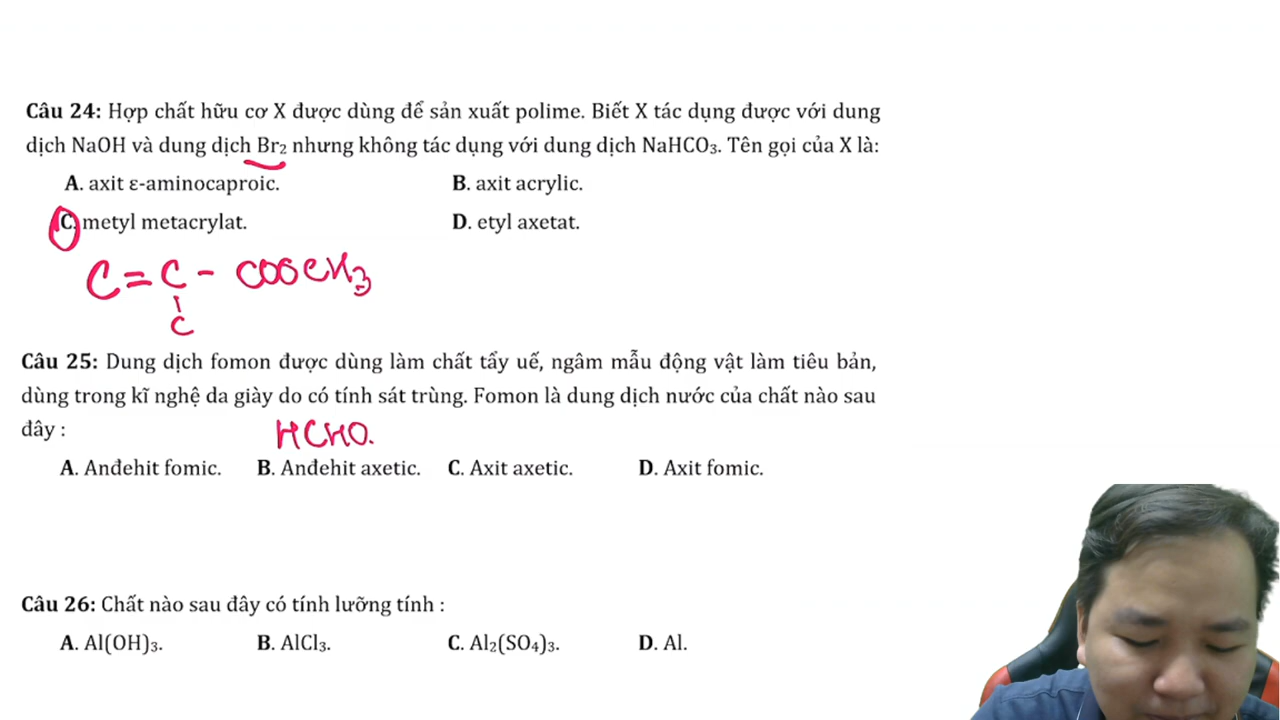 Câu 24: Hợp chất hữu cơ X được dùng để sản xuất polime. Biết X tác dụng được với dung
dịch NaOH và dung dịch Br₂ nhưng không tác dụng với dung dịch NaHCO₃. Tên gọi của X là:
A. axit ε-aminocaproic. B. axit acrylic.
C. metyl metacrylat. D. etyl axetat.
C = C - COOCH₃
C
Câu 25: Dung dịch fomon được dùng làm chất tẩy uế, ngâm mẫu động vật làm tiêu bản,
dùng trong kĩ nghệ da giày do có tính sát trùng. Fomon là dung dịch nước của chất nào sau
đây :
HCHO.
A. Anđehit fomic. B. Anđehit axetic. C. Axit axetic. D. Axit fomic.
Câu 26: Chất nào sau đây có tính lưỡng tính :
A. Al(OH)₃. B. AlCl₃. C. Al₂(SO₄)₃. D. Al.